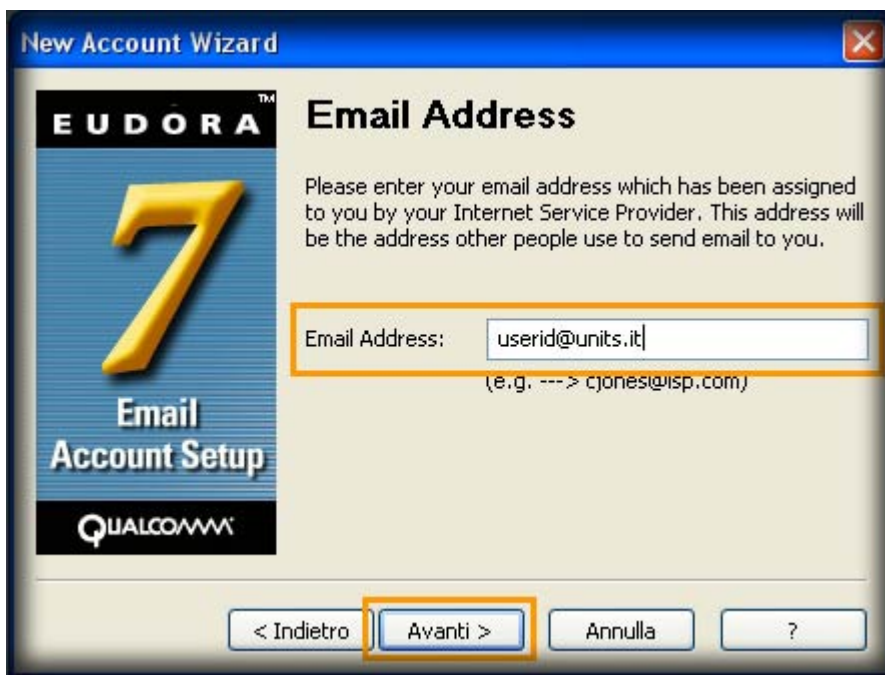 New Account Wizard
EUDORA™
7
Email
Account Setup
QUALCOMM
Email Address
Please enter your email address which has been assigned
to you by your Internet Service Provider. This address will
be the address other people use to send email to you.
Email Address: userid@units.it
(e.g. ---> cjones@isp.com)
< Indietro Avanti > Annulla ?